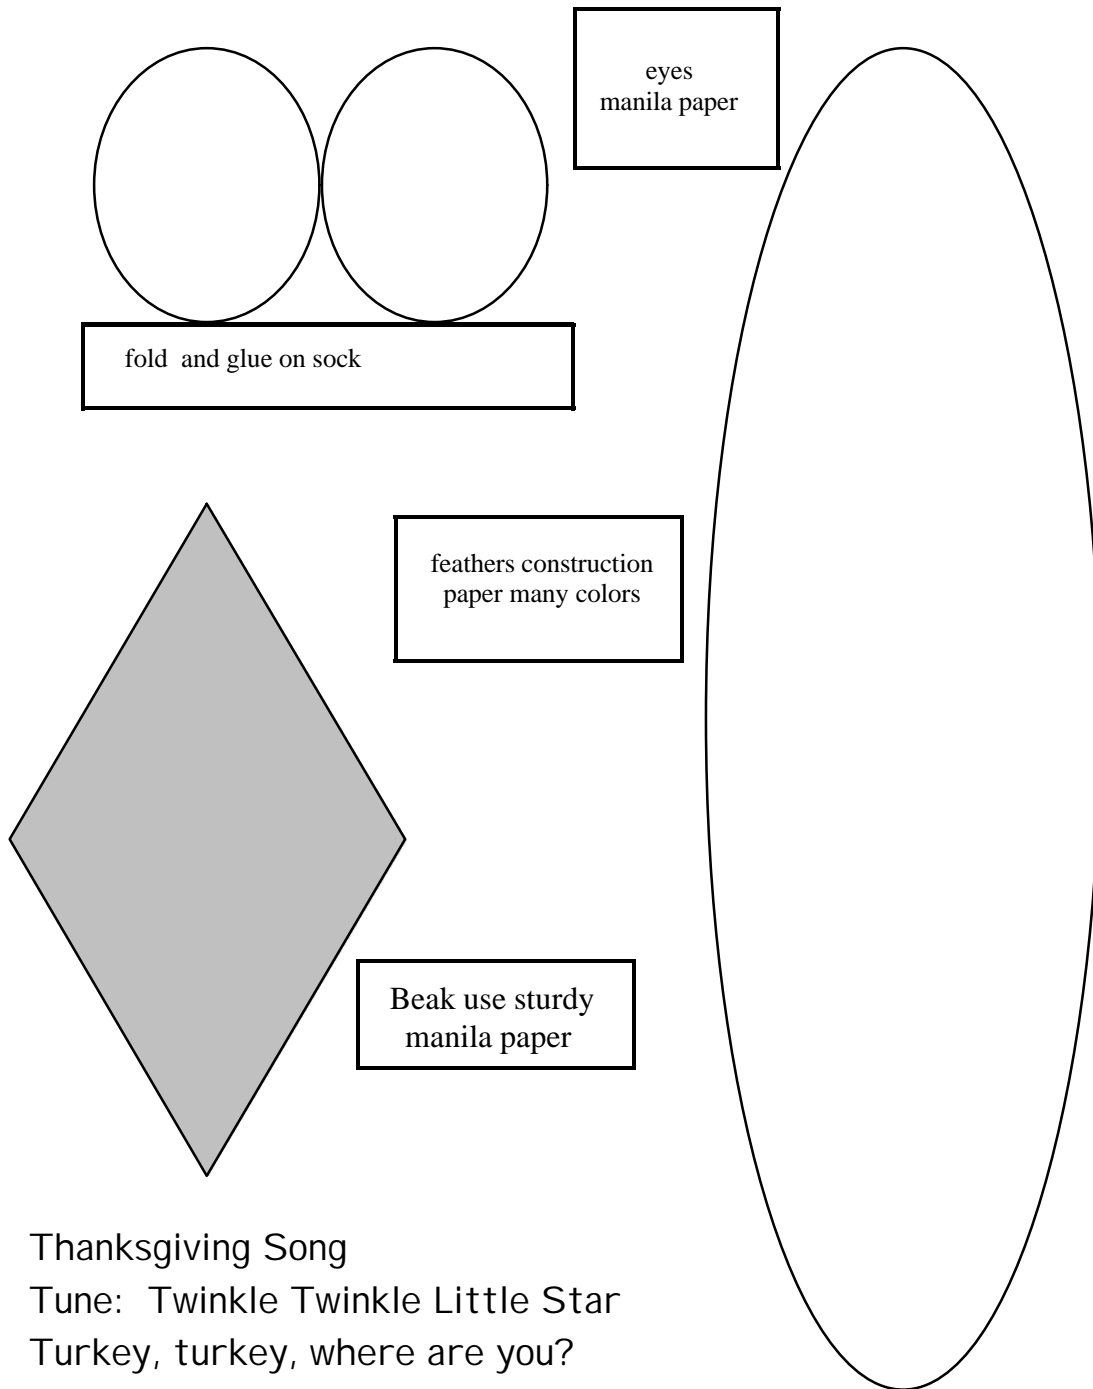 eyes
manila paper
fold and glue on sock
feathers construction
paper many colors
Beak use sturdy
manila paper
Thanksgiving Song
Tune: Twinkle Twinkle Little Star
Turkey, turkey, where are you?